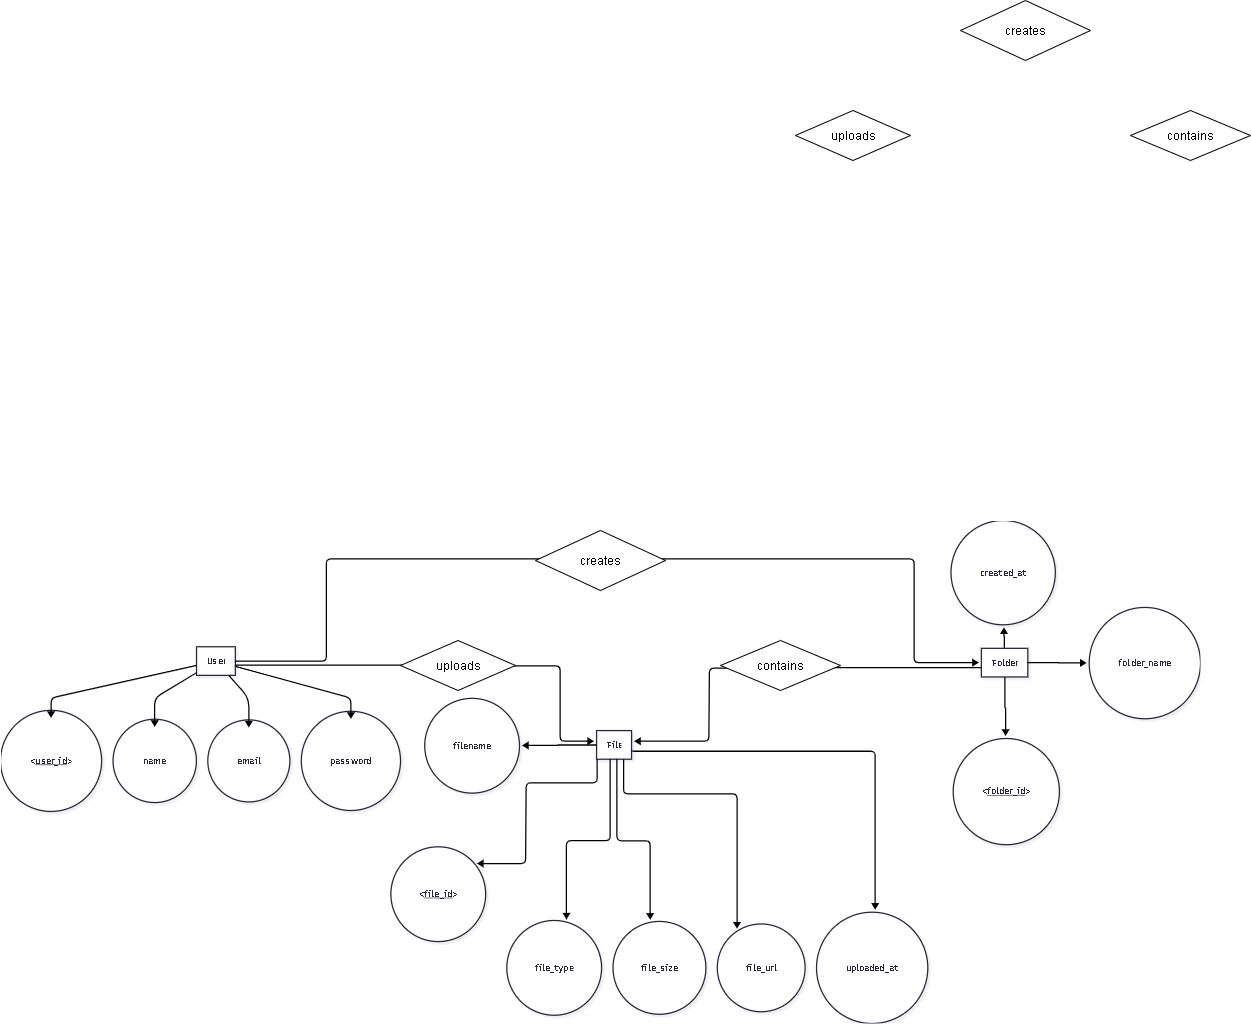 creates
uploads
contains
creates
created_at
User
uploads
contains
Folder
folder_name
<user_id>
name
email
password
filename
File
<folder_id>
<file_id>
file_type
file_size
file_url
uploaded_at